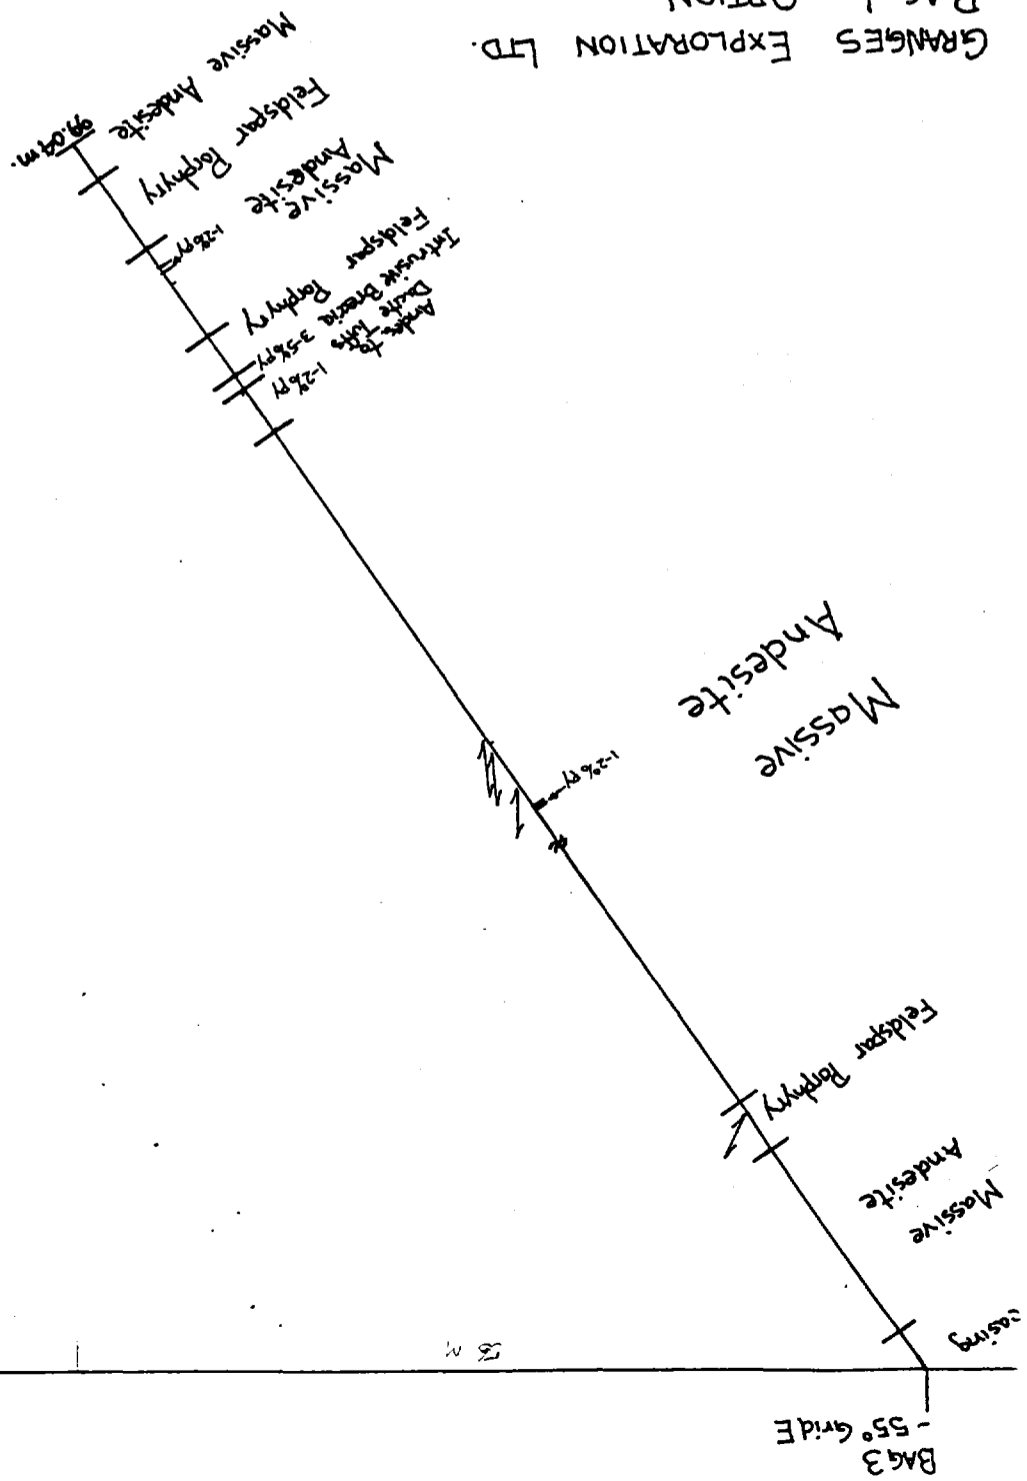 BAG 3
- 55° Grid E
casing
Massive
Andesite
Feldspar Porphyry
1-2% py
Massive
Andesite
Andes. to
Dacite Tuffs
1-2% py
Intrusive Breccia 3-5% py
Feldspar
Porphyry
Massive
Andesite
1-2% py
Feldspar Porphyry
Massive Andesite
99.04 m.
GRANGES EXPLORATION LTD.
OPTION